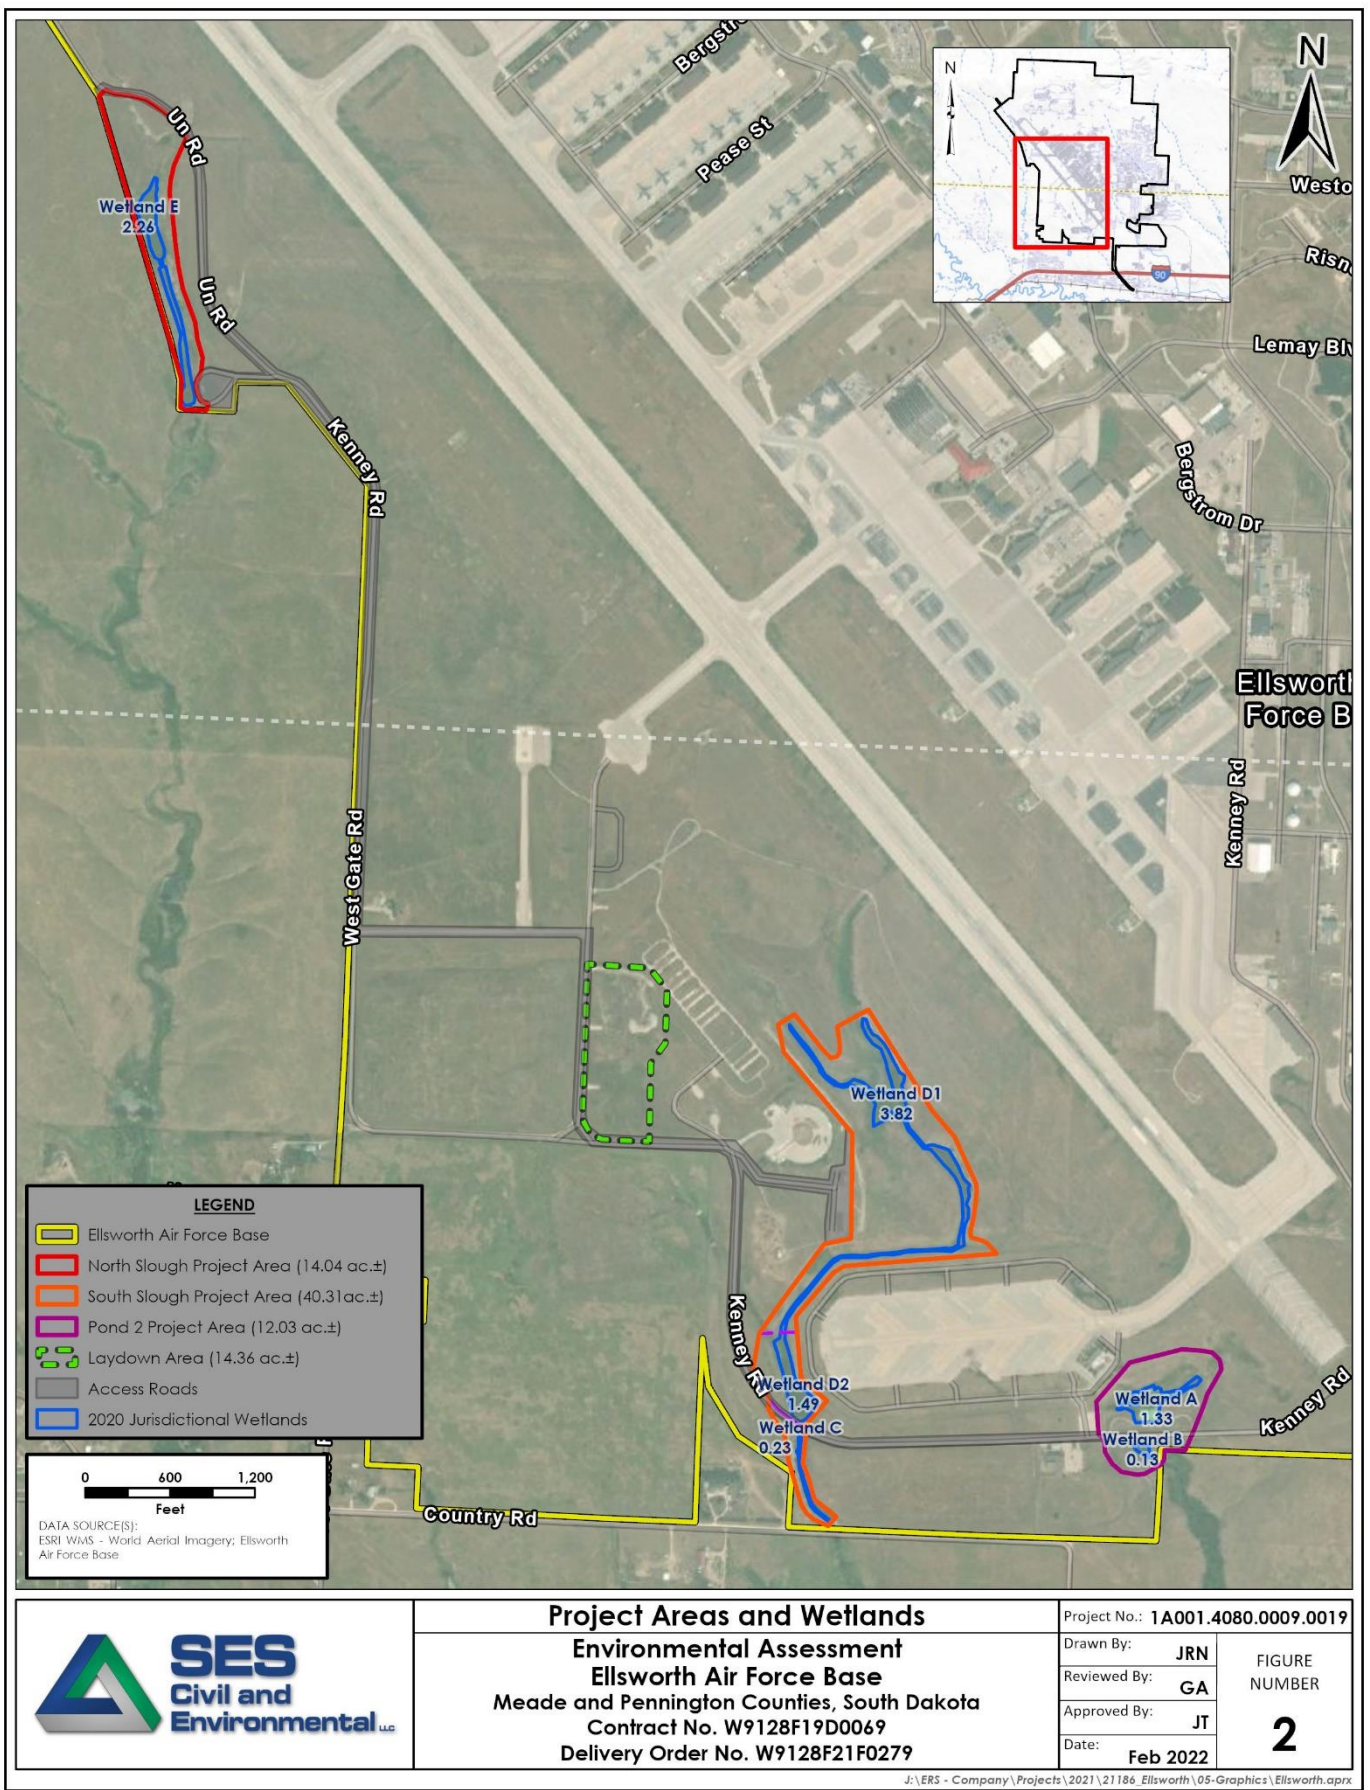 Bergstr
Pease St
N
N
90
Westo
Risn
Lemay Blv
Bergstrom Dr
Un Rd
Wetland E
2.26
Un Rd
Kenney Rd
Ellsworth
Force B
Kenney Rd
West Gate Rd
Wetland D1
3.82
Kenney Rd
Wetland D2
1.49
Wetland C
0.23
Wetland A
1.33
Wetland B
0.13
Kenney Rd
Country Rd
LEGEND
Ellsworth Air Force Base
North Slough Project Area (14.04 ac.±)
South Slough Project Area (40.31ac.±)
Pond 2 Project Area (12.03 ac.±)
Laydown Area (14.36 ac.±)
Access Roads
2020 Jurisdictional Wetlands
0 600 1,200
Feet
DATA SOURCE(S):
ESRI WMS - World Aerial Imagery; Ellsworth
Air Force Base
SES
Civil and
Environmental LLC
Project Areas and Wetlands
Environmental Assessment
Ellsworth Air Force Base
Meade and Pennington Counties, South Dakota
Contract No. W9128F19D0069
Delivery Order No. W9128F21F0279
Project No.: 1A001.4080.0009.0019
Drawn By: JRN
Reviewed By: GA
Approved By: JT
Date: Feb 2022
FIGURE
NUMBER
2
J:\ERS - Company\Projects\2021\21186_Ellsworth\05-Graphics\Ellsworth.aprx